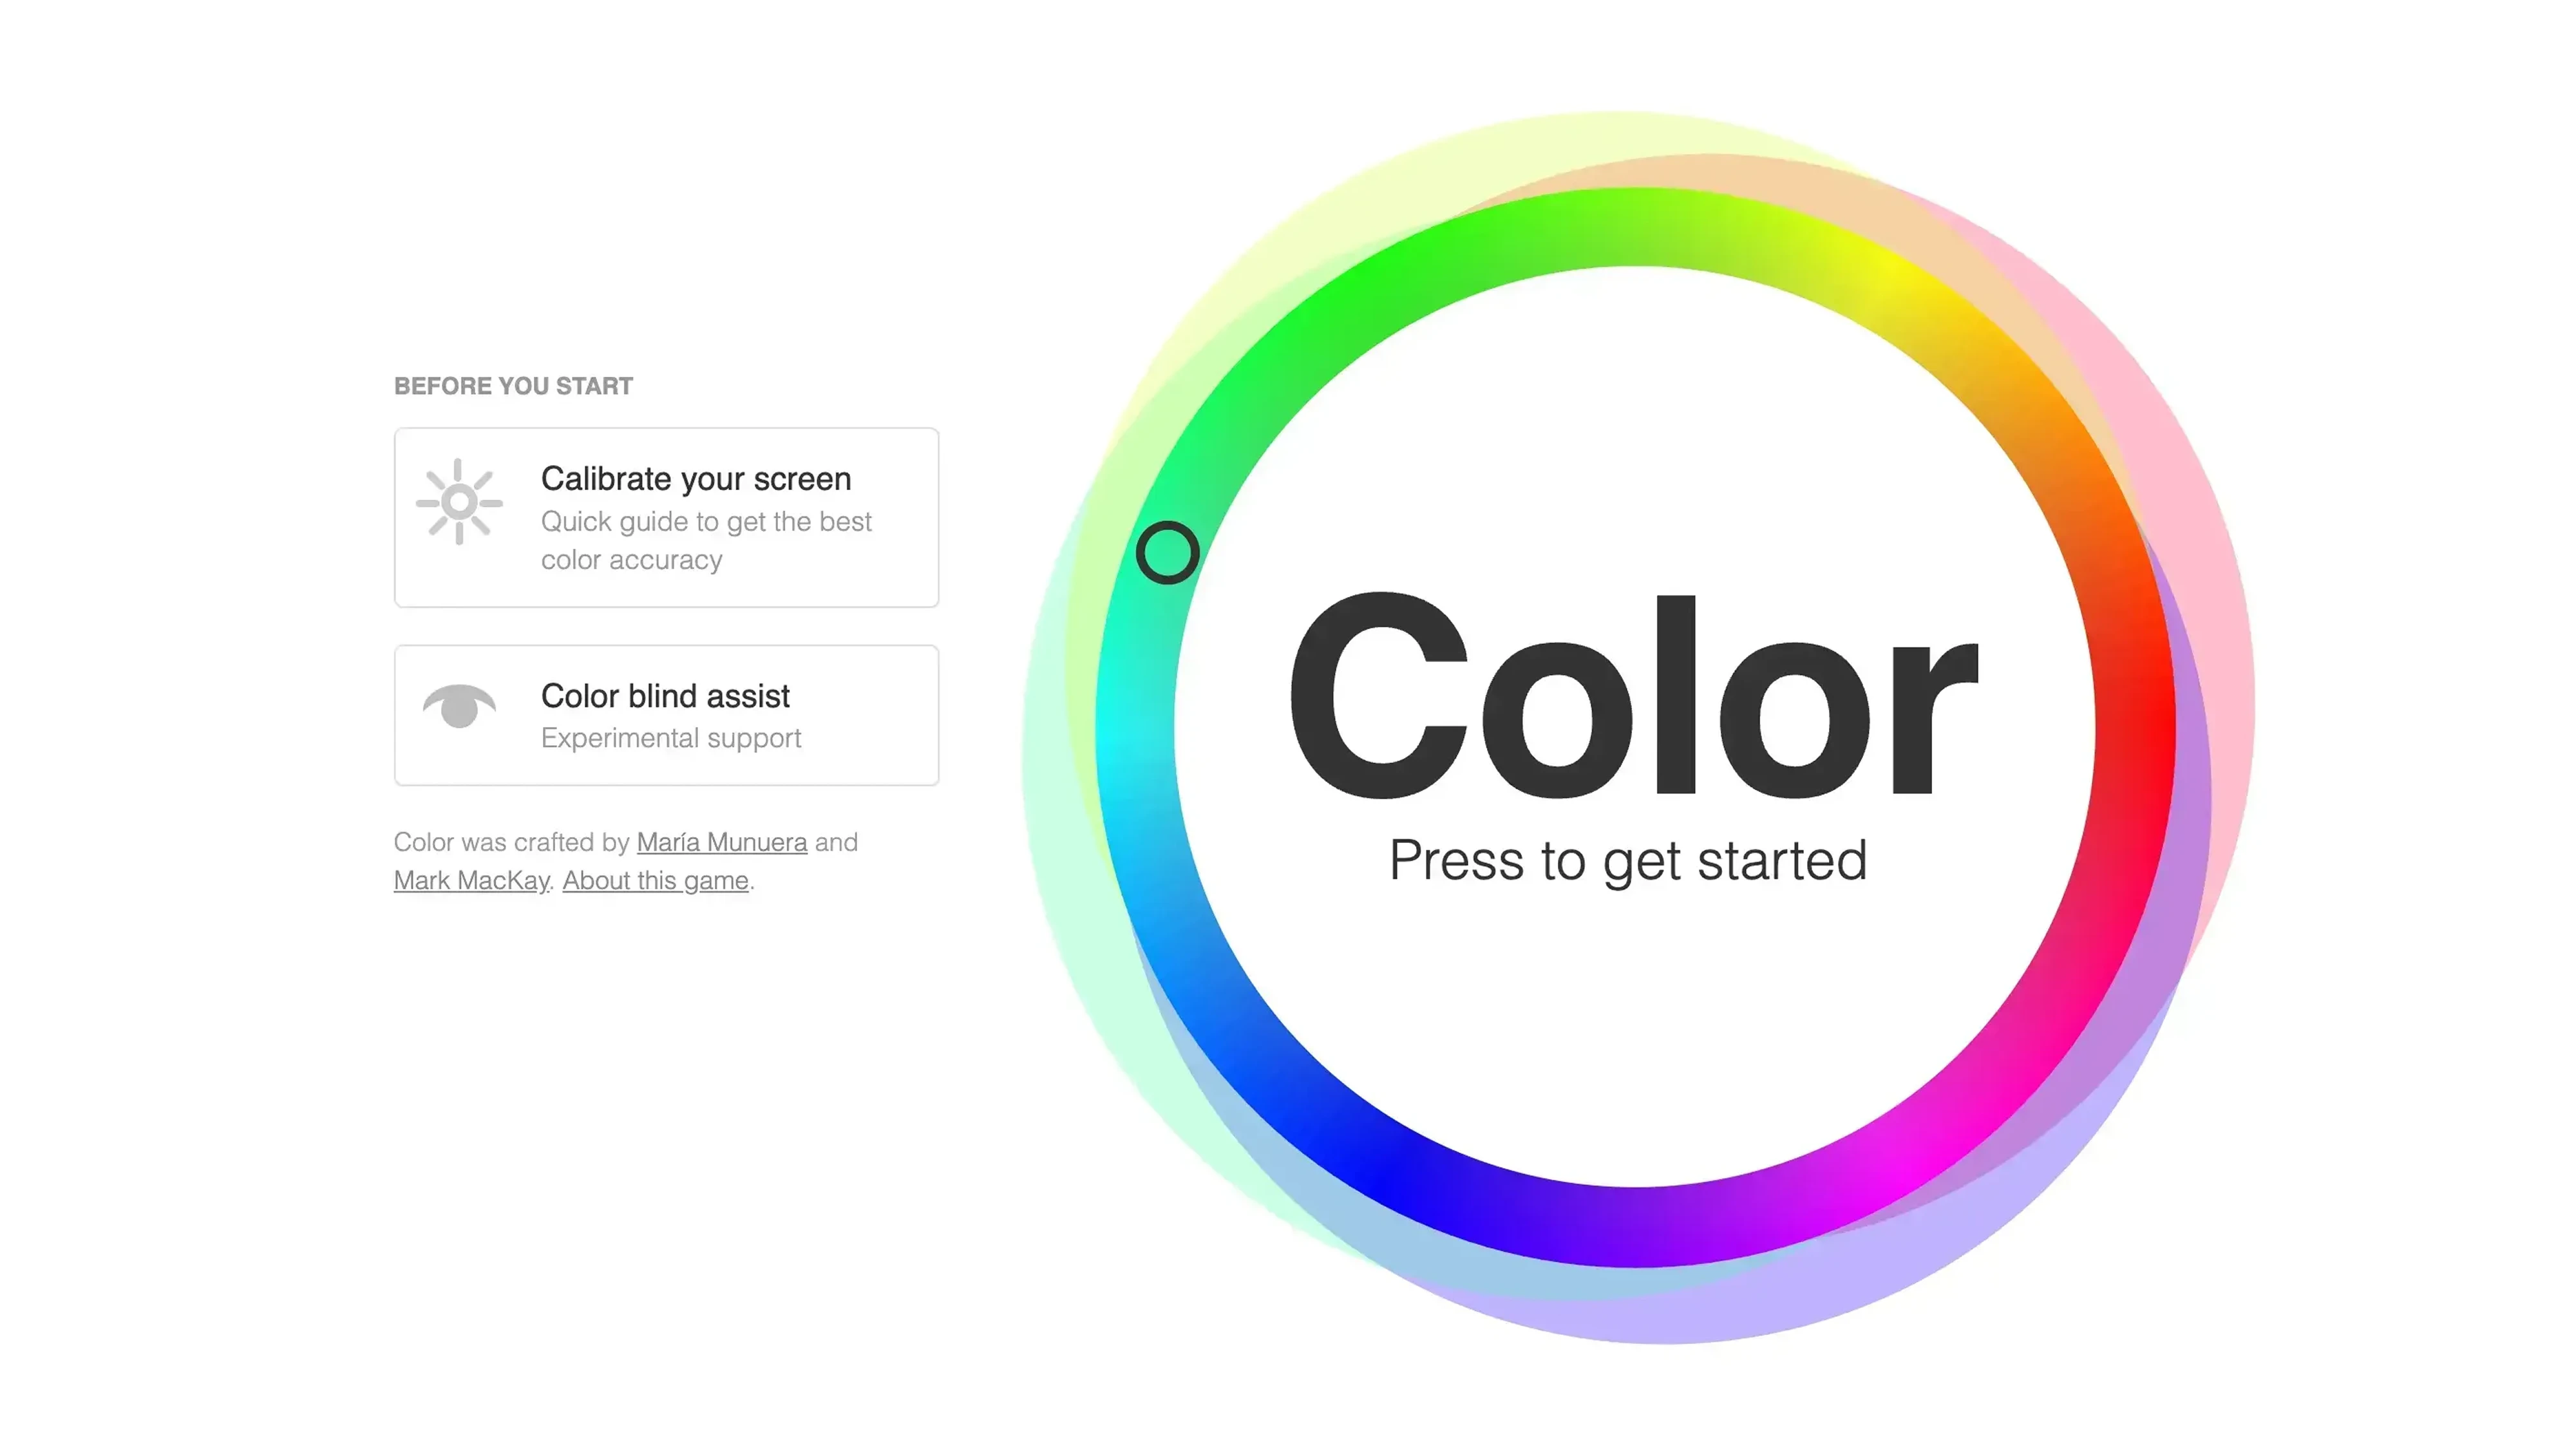 BEFORE YOU START
Calibrate your screen
Quick guide to get the best
color accuracy
Color blind assist
Experimental support
Color was crafted by María Munuera and
Mark MacKay. About this game.
Color
Press to get started